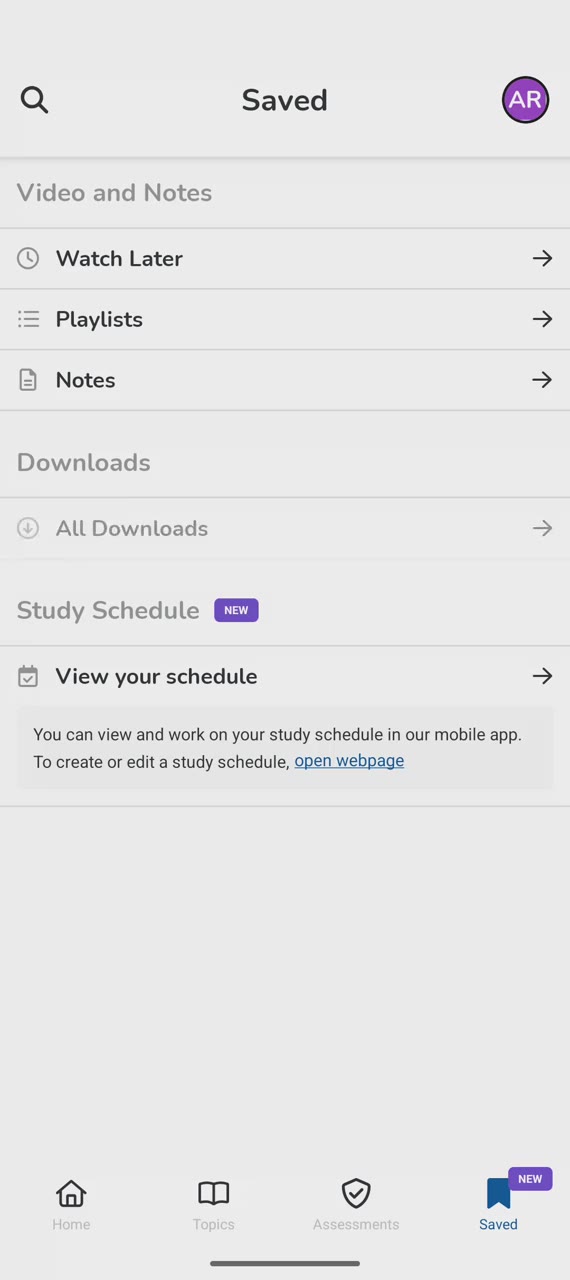 Saved
AR
Video and Notes
Watch Later
Playlists
Notes
Downloads
All Downloads
Study Schedule NEW
View your schedule
You can view and work on your study schedule in our mobile app.
To create or edit a study schedule, open webpage
NEW
Home Topics Assessments Saved